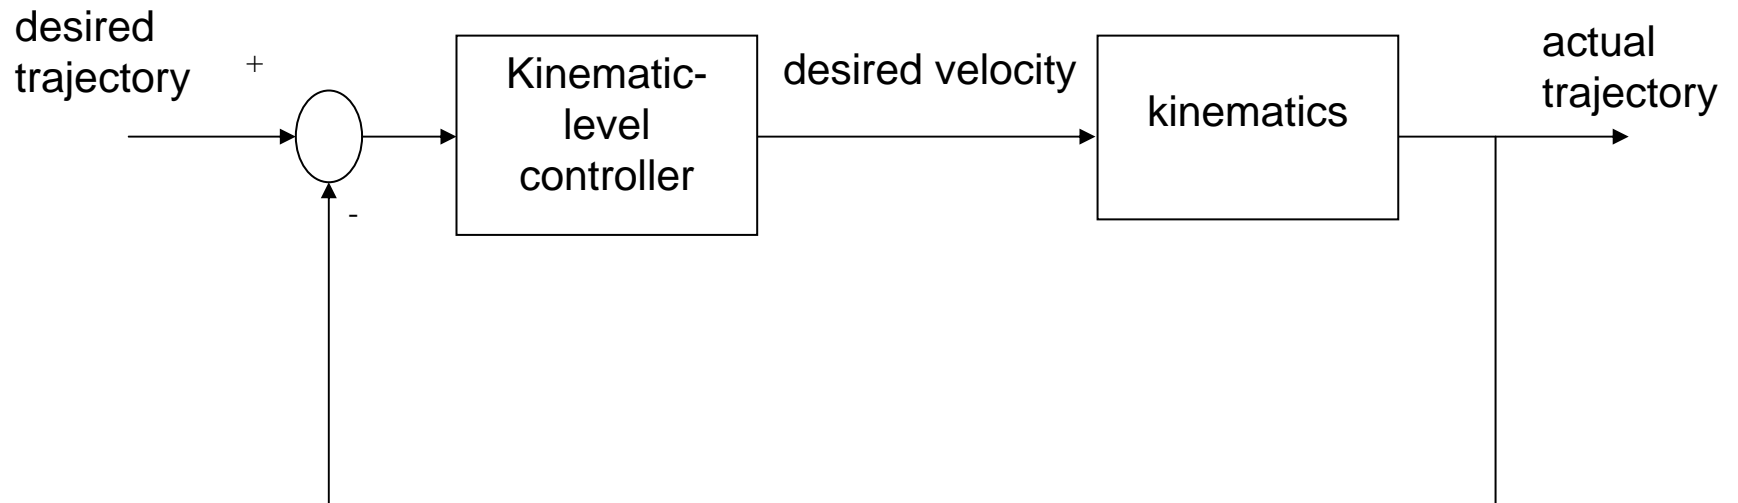 desired
trajectory
+
Kinematic-
level
controller
desired velocity
kinematics
actual
trajectory
-